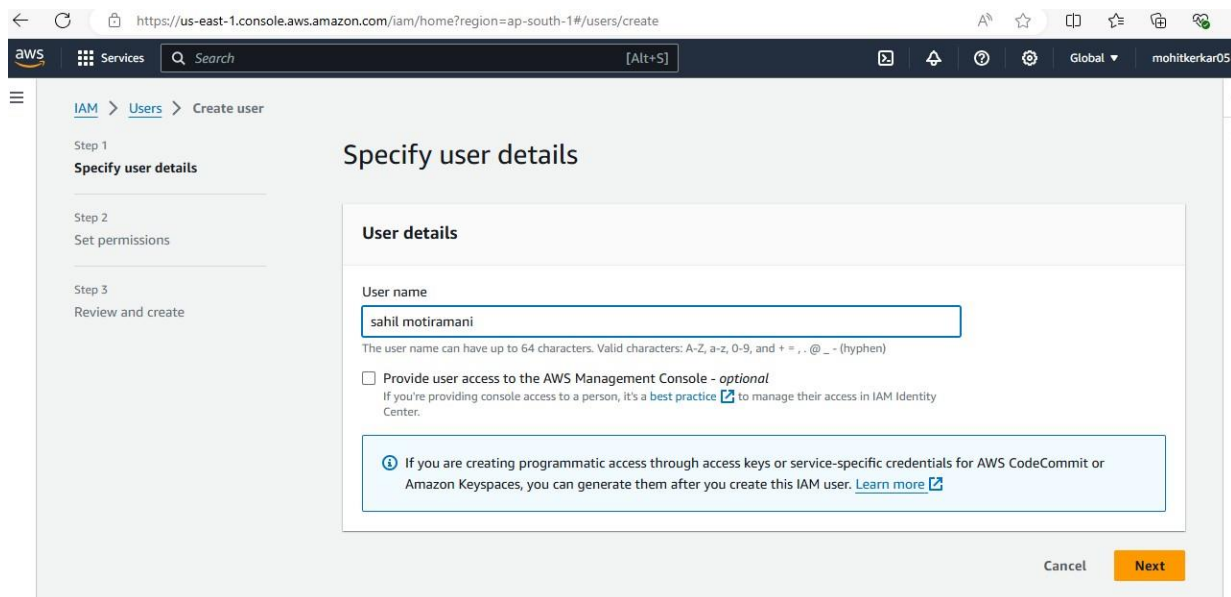 https://us-east-1.console.aws.amazon.com/iam/home?region=ap-south-1#/users/create
aws Services Search [Alt+S] Global mohitkerkar05
IAM > Users > Create user
Step 1
Specify user details
Step 2
Set permissions
Step 3
Review and create
Specify user details
User details
User name
sahil motiramani
The user name can have up to 64 characters. Valid characters: A-Z, a-z, 0-9, and + = , . @ _ - (hyphen)
Provide user access to the AWS Management Console - optional
If you're providing console access to a person, it's a best practice to manage their access in IAM Identity
Center.
If you are creating programmatic access through access keys or service-specific credentials for AWS CodeCommit or
Amazon Keyspaces, you can generate them after you create this IAM user. Learn more
Cancel Next